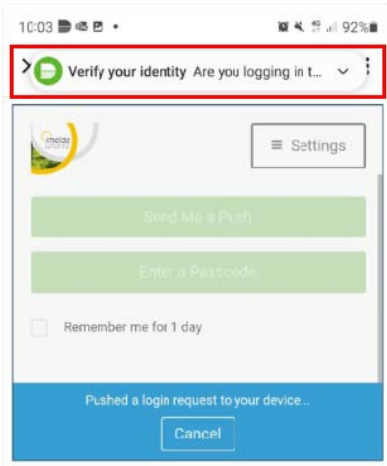 10:03
92%
Verify your identity Are you logging in t...
imelda
Settings
Send Me a Push
Enter a Passcode
Remember me for 1 day
Pushed a login request to your device...
Cancel